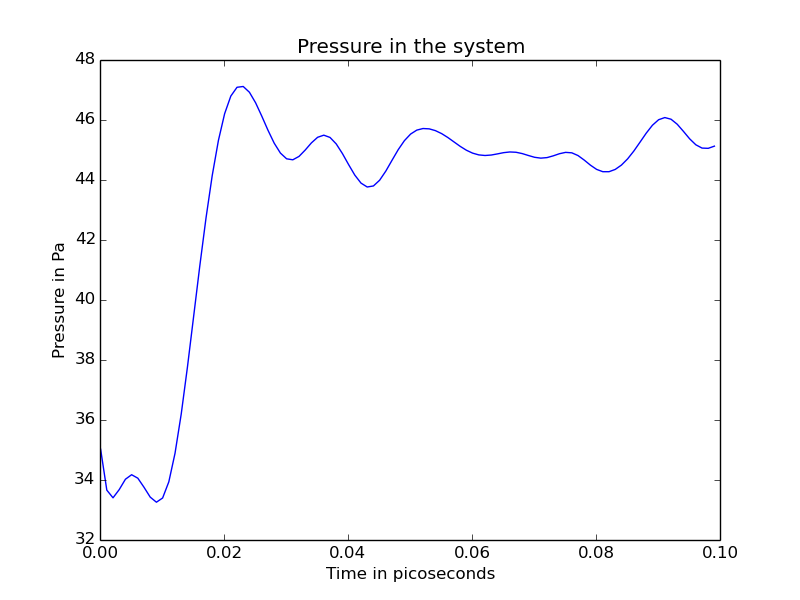 Pressure in the system
48
46
44
42
40
38
36
34
32
Pressure in Pa
0.00 0.02 0.04 0.06 0.08 0.10
Time in picoseconds